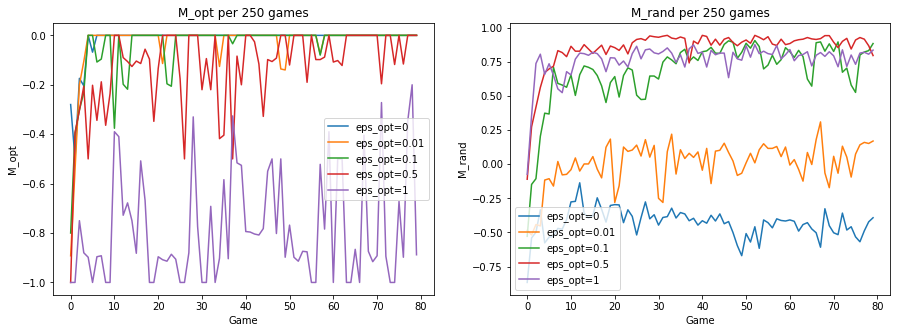 M_opt per 250 games
M_opt
0.0
−0.2
−0.4
−0.6
−0.8
−1.0
0 10 20 30 40 50 60 70 80
Game
eps_opt=0
eps_opt=0.01
eps_opt=0.1
eps_opt=0.5
eps_opt=1
M_rand per 250 games
M_rand
1.00
0.75
0.50
0.25
0.00
−0.25
−0.50
−0.75
0 10 20 30 40 50 60 70 80
Game
eps_opt=0
eps_opt=0.01
eps_opt=0.1
eps_opt=0.5
eps_opt=1